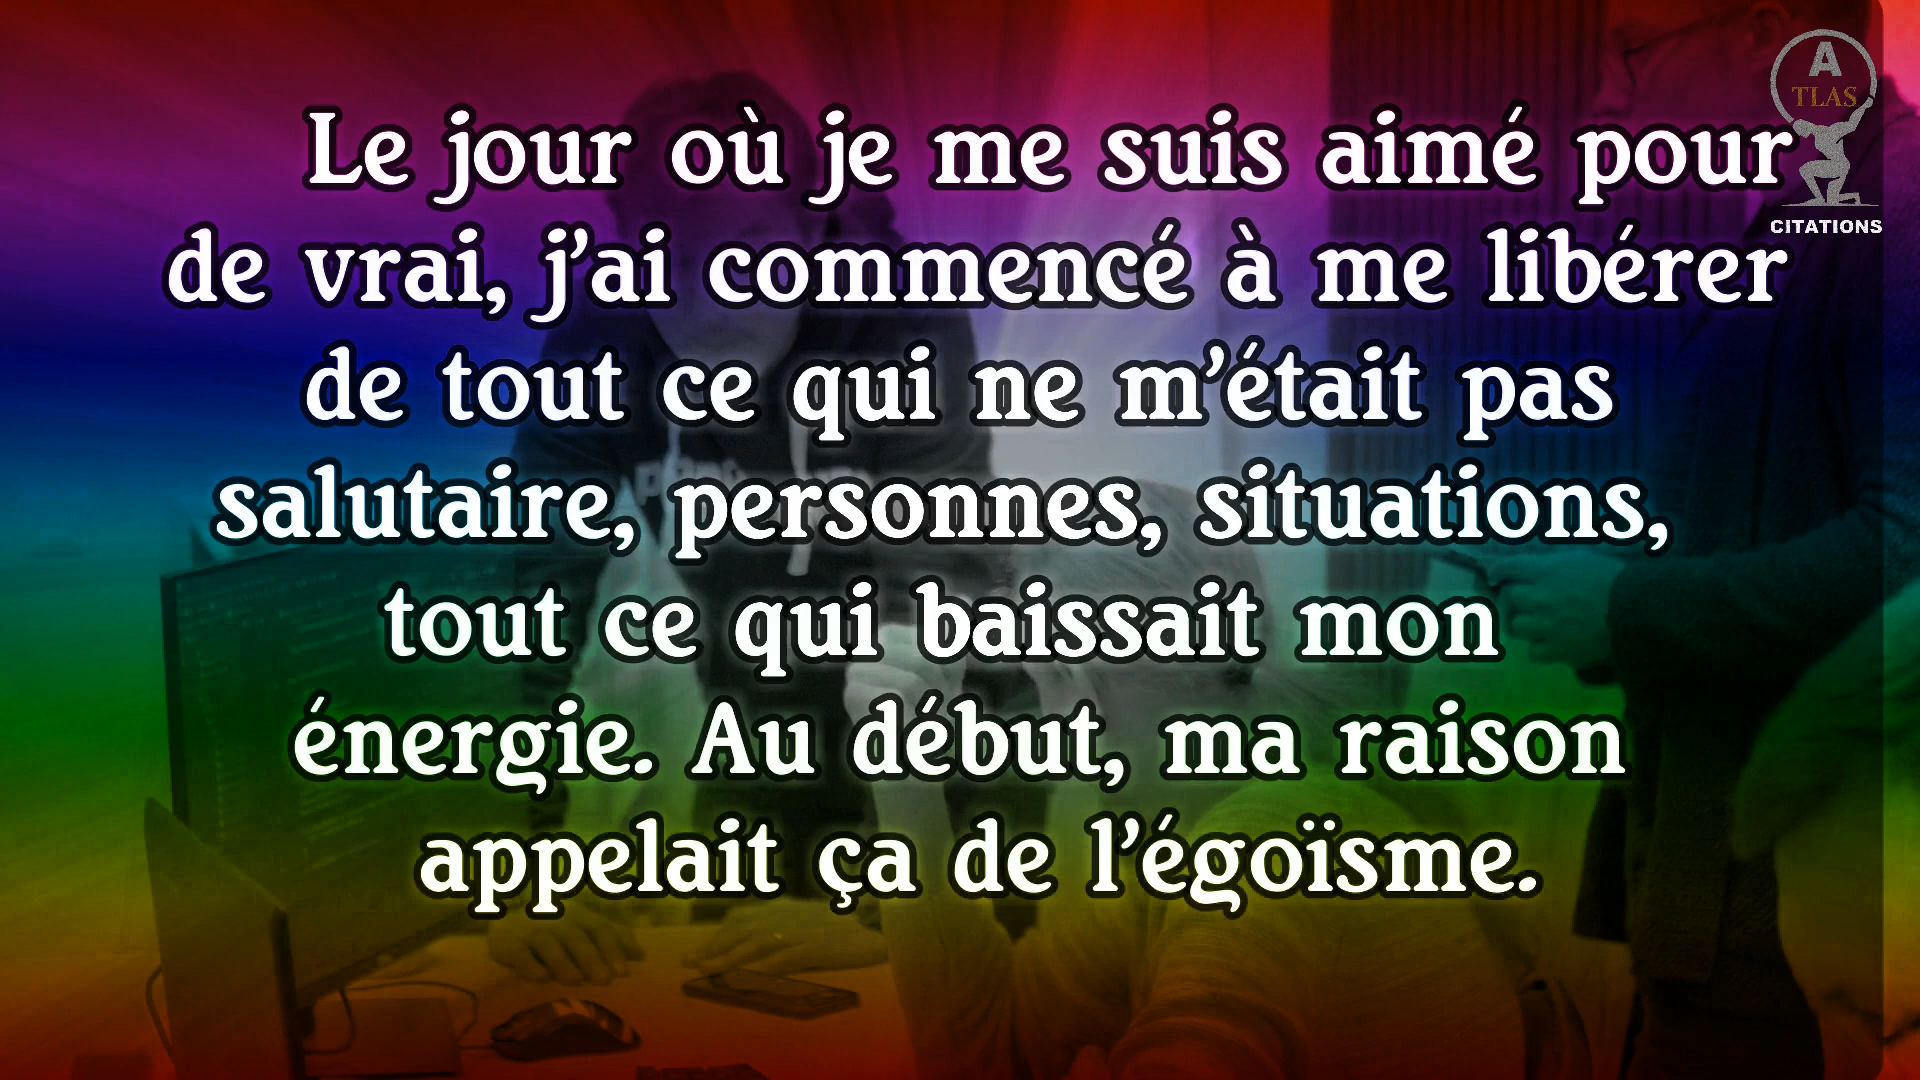 A
TLAS
CITATIONS
Le jour où je me suis aimé pour
de vrai, j’ai commencé à me libérer
de tout ce qui ne m’était pas
salutaire, personnes, situations,
tout ce qui baissait mon
énergie. Au début, ma raison
appelait ça de l’égoïsme.